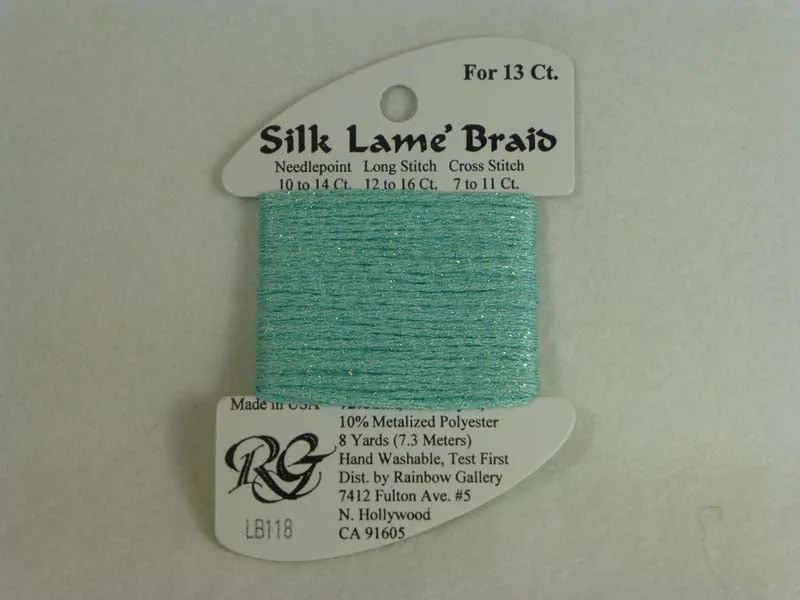 For 13 Ct.
Silk Lame' Braid
Needlepoint Long Stitch Cross Stitch
10 to 14 Ct. 12 to 16 Ct. 7 to 11 Ct.
Made in USA
10% Metalized Polyester
8 Yards (7.3 Meters)
Hand Washable, Test First
Dist. by Rainbow Gallery
7412 Fulton Ave. #5
N. Hollywood
CA 91605
RG
LB118